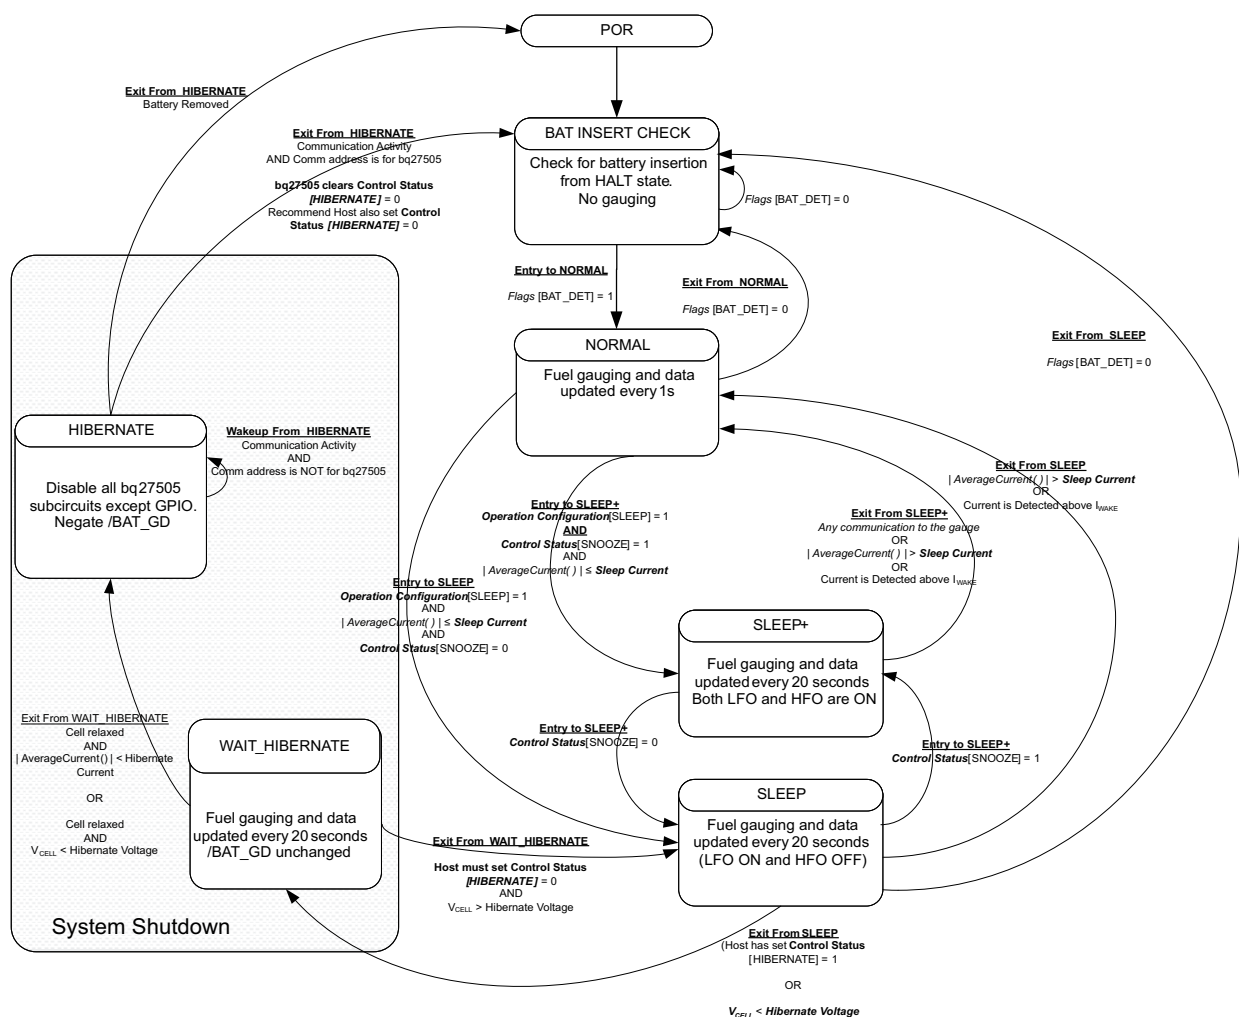 POR
Exit From HIBERNATE
Battery Removed
Exit From HIBERNATE
Communication Activity
AND Comm address is for bq27505
bq27505 clears Control Status
[HIBERNATE] = 0
Recommend Host also set Control
Status [HIBERNATE] = 0
BAT INSERT CHECK
Check for battery insertion
from HALT state.
No gauging
Flags [BAT_DET] = 0
Entry to NORMAL
Flags [BAT_DET] = 1
Exit From NORMAL
Flags [BAT_DET] = 0
Exit From SLEEP
Flags [BAT_DET] = 0
NORMAL
Fuel gauging and data
updated every 1s
HIBERNATE
Disable all bq27505
subcircuits except GPIO.
Negate /BAT_GD
Wakeup From HIBERNATE
Communication Activity
AND
Comm address is NOT for bq27505
Exit From SLEEP
| AverageCurrent( ) | > Sleep Current
OR
Current is Detected above IWAKE
Entry to SLEEP+
Operation Configuration[SLEEP] = 1
AND
Control Status[SNOOZE] = 1
AND
| AverageCurrent( ) | ≤ Sleep Current
Exit From SLEEP+
Any communication to the gauge
OR
| AverageCurrent( ) | > Sleep Current
OR
Current is Detected above IWAKE
Entry to SLEEP
Operation Configuration[SLEEP] = 1
AND
| AverageCurrent( ) | ≤ Sleep Current
AND
Control Status[SNOOZE] = 0
SLEEP+
Fuel gauging and data
updated every 20 seconds
Both LFO and HFO are ON
Entry to SLEEP+
Control Status[SNOOZE] = 0
Entry to SLEEP+
Control Status[SNOOZE] = 1
Exit From WAIT_HIBERNATE
Cell relaxed
AND
| AverageCurrent() | < Hibernate
Current
OR
Cell relaxed
AND
VCELL < Hibernate Voltage
WAIT_HIBERNATE
Fuel gauging and data
updated every 20 seconds
/BAT_GD unchanged
SLEEP
Fuel gauging and data
updated every 20 seconds
(LFO ON and HFO OFF)
Exit From WAIT_HIBERNATE
Host must set Control Status
[HIBERNATE] = 0
AND
VCELL > Hibernate Voltage
System Shutdown
Exit From SLEEP
(Host has set Control Status
[HIBERNATE] = 1
OR
VCELL < Hibernate Voltage